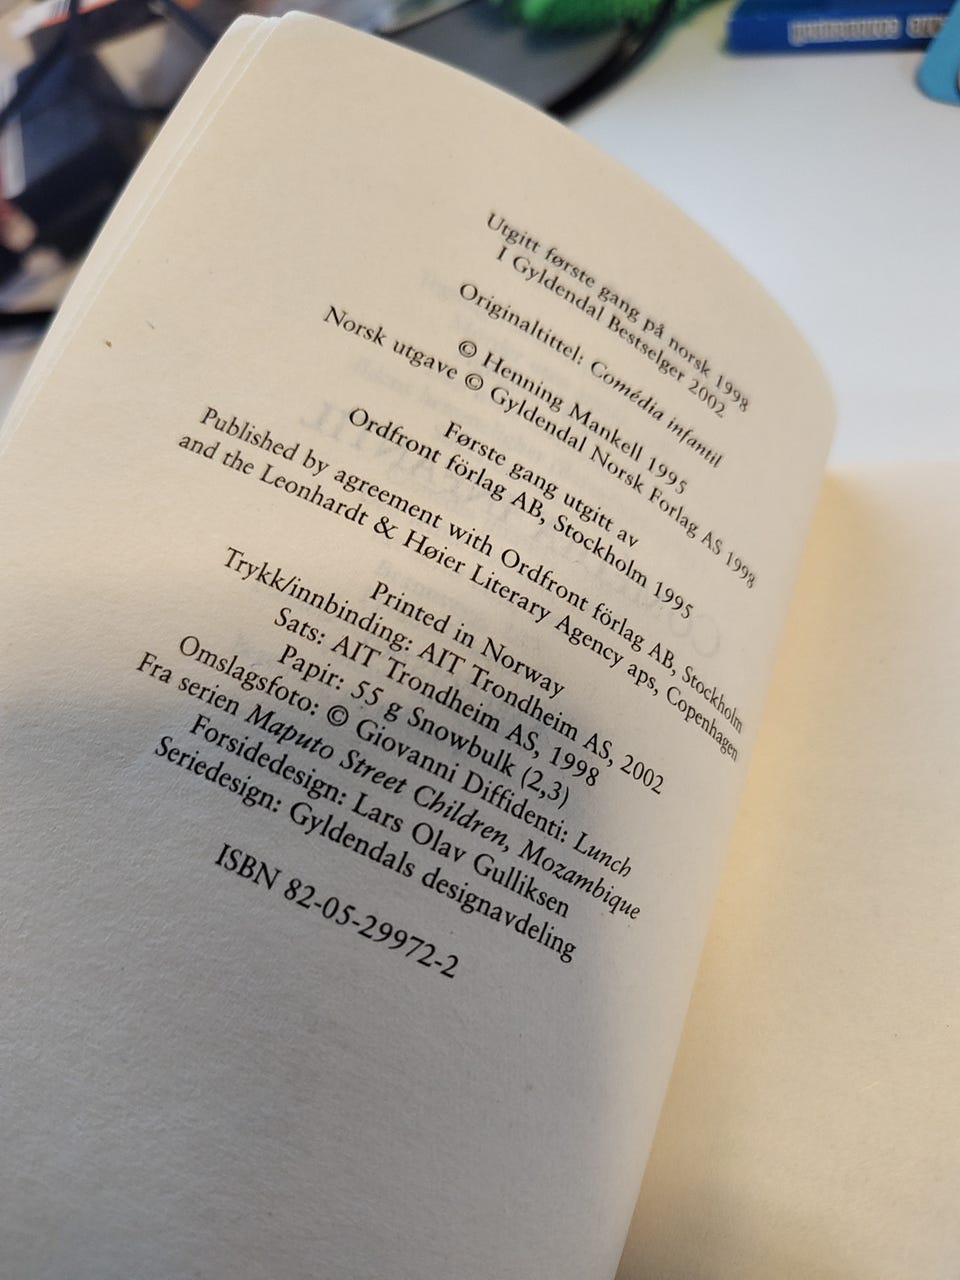 Utgitt første gang på norsk 1998
I Gyldendal Bestselger 2002
Originaltittel: Comédia infantil
© Henning Mankell 1995
Norsk utgave © Gyldendal Norsk Forlag AS 1998
Første gang utgitt av
Ordfront förlag AB, Stockholm 1995
Published by agreement with Ordfront förlag AB, Stockholm
and the Leonhardt & Høier Literary Agency aps, Copenhagen
Printed in Norway
Trykk/innbinding: AIT Trondheim AS, 2002
Sats: AIT Trondheim AS, 1998
Papir: 55 g Snowbulk (2,3)
Omslagsfoto: © Giovanni Diffidenti: Lunch
Fra serien Maputo Street Children, Mozambique
Forsidedesign: Lars Olav Gulliksen
Seriedesign: Gyldendals designavdeling
ISBN 82-05-29972-2